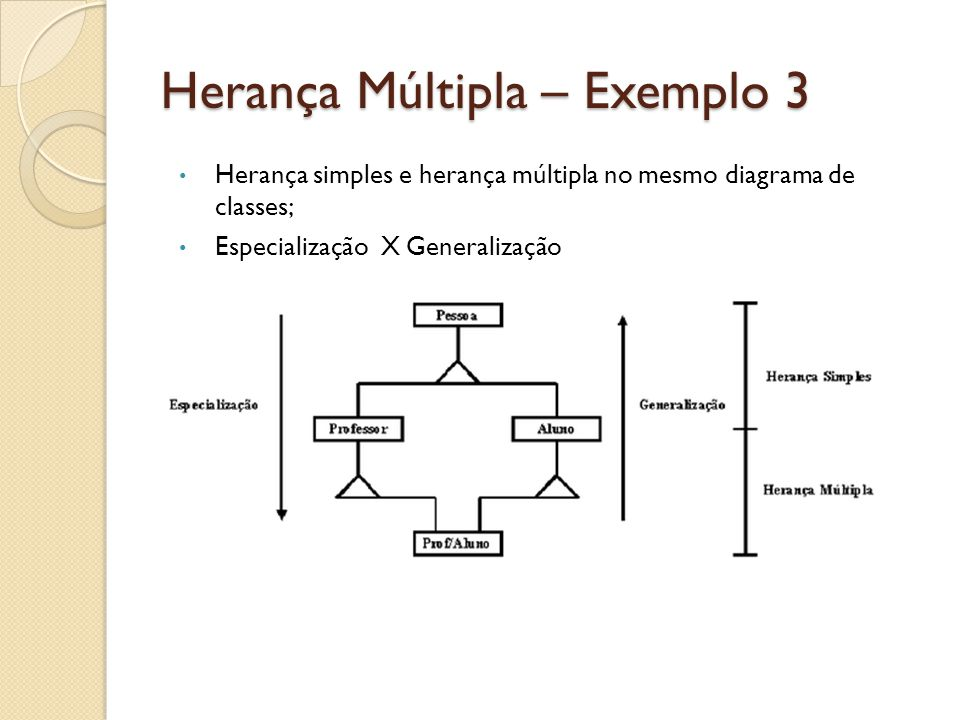 Herança Múltipla – Exemplo 3
• Herança simples e herança múltipla no mesmo diagrama de
classes;
• Especialização X Generalização
Pessoa
Herança Simples
Especialização
Generalização
Professor
Aluno
Herança Múltipla
Prof/Aluno